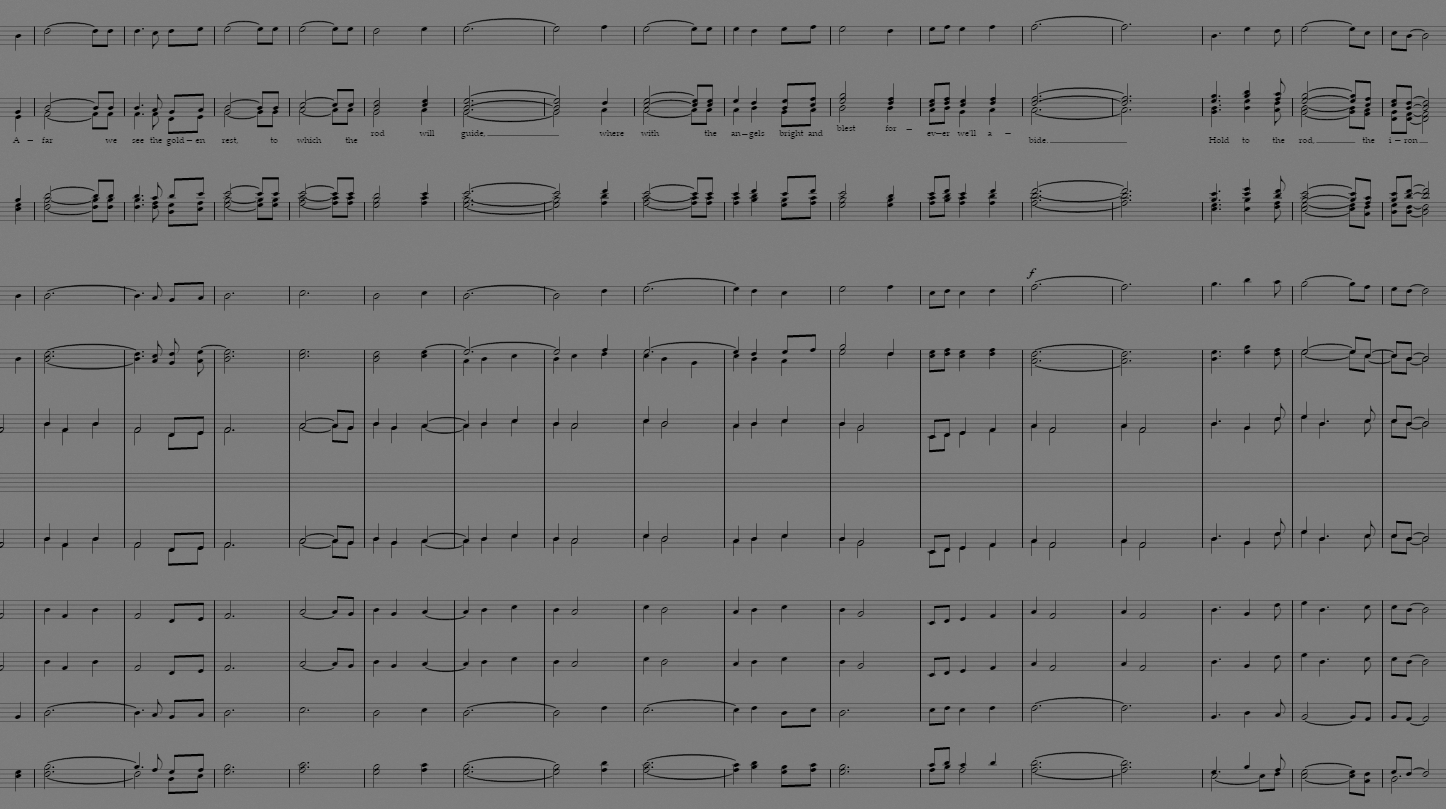 f
A – far we see the gold – en rest, to which the rod will guide, where with the an – gels bright and blest for – ev – er we'll a – bide. Hold to the rod, the i – ron